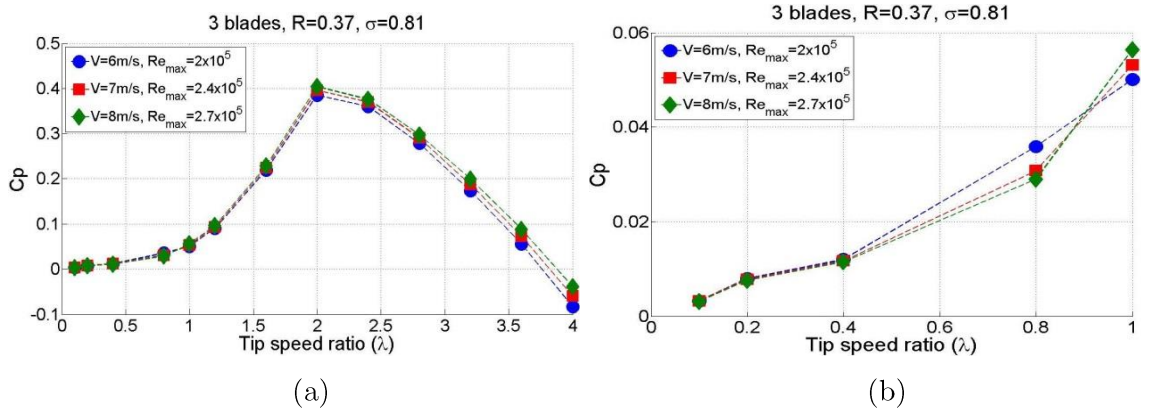 3 blades, R=0.37, σ=0.81
0.5
0.4
0.3
0.2
0.1
0
-0.1
Cp
V=6m/s, Re_max=2x10^5
V=7m/s, Re_max=2.4x10^5
V=8m/s, Re_max=2.7x10^5
0 0.5 1 1.5 2 2.5 3 3.5 4
Tip speed ratio (λ)
(a)
3 blades, R=0.37, σ=0.81
0.06
0.04
0.02
0
Cp
V=6m/s, Re_max=2x10^5
V=7m/s, Re_max=2.4x10^5
V=8m/s, Re_max=2.7x10^5
0 0.2 0.4 0.6 0.8 1
Tip speed ratio (λ)
(b)